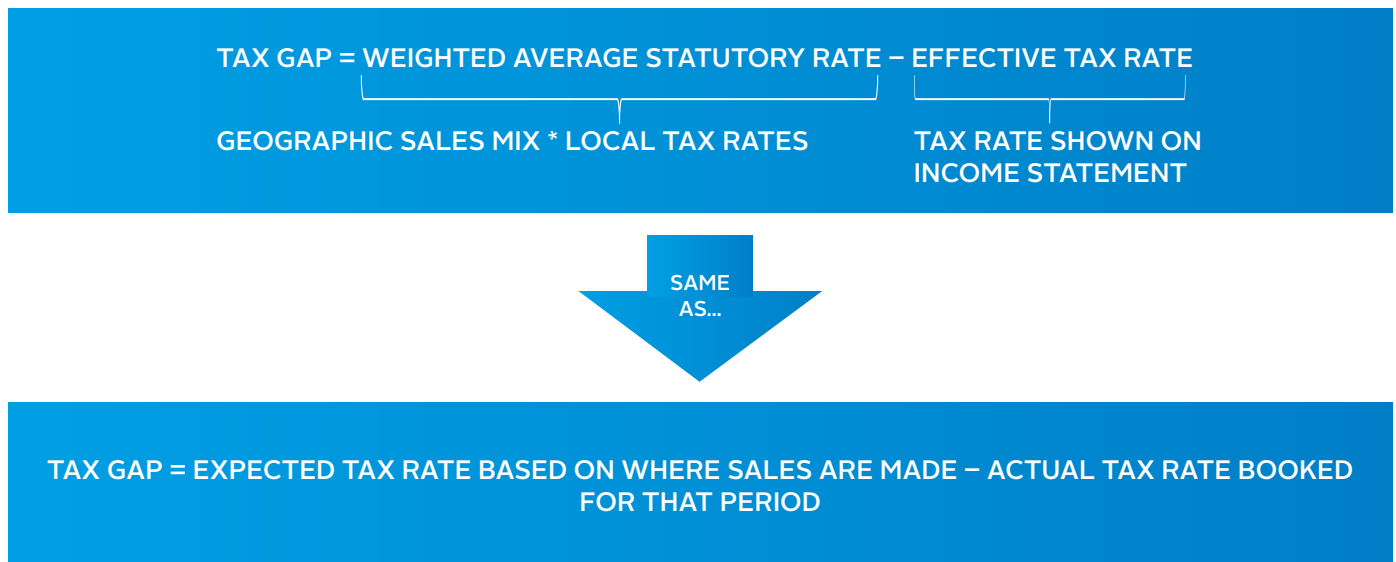 TAX GAP = WEIGHTED AVERAGE STATUTORY RATE – EFFECTIVE TAX RATE
GEOGRAPHIC SALES MIX * LOCAL TAX RATES
TAX RATE SHOWN ON
INCOME STATEMENT
SAME
AS...
TAX GAP = EXPECTED TAX RATE BASED ON WHERE SALES ARE MADE – ACTUAL TAX RATE BOOKED
FOR THAT PERIOD